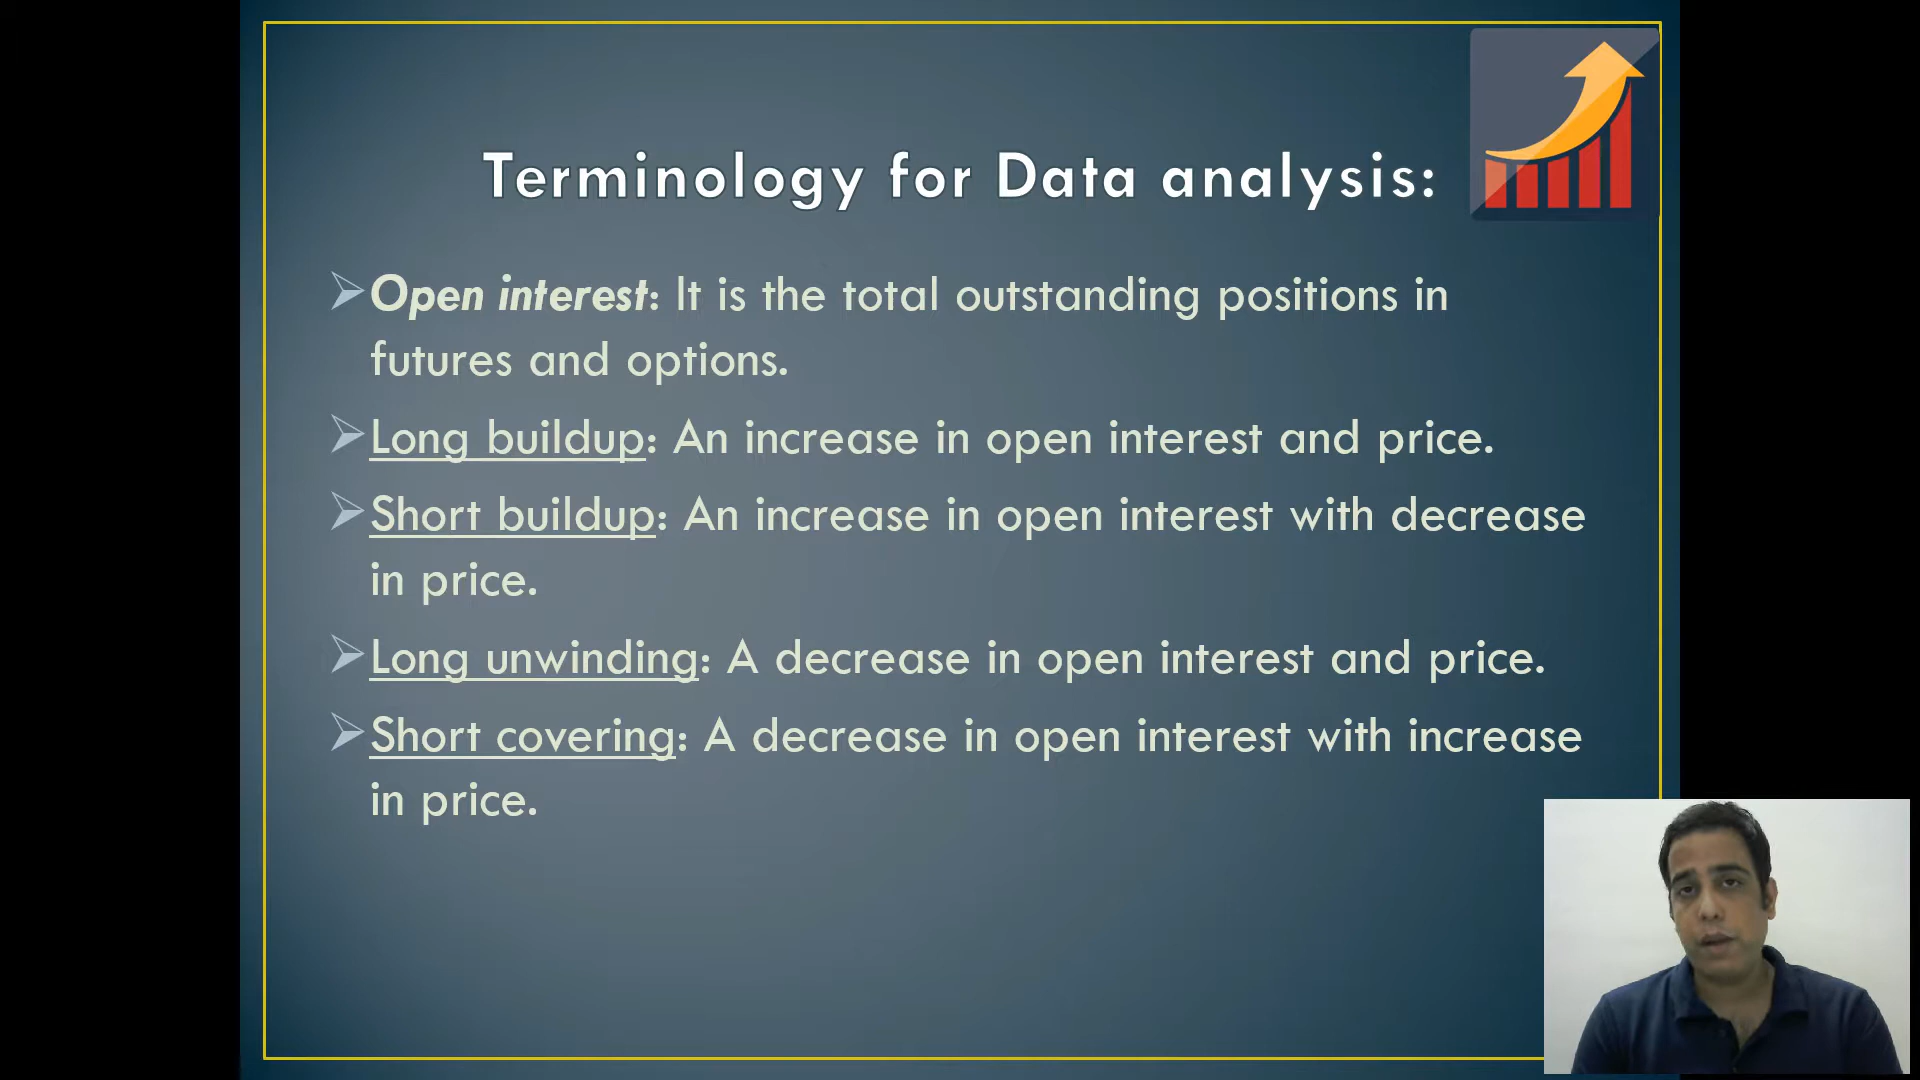 Terminology for Data analysis:
Open interest: It is the total outstanding positions in
futures and options.
Long buildup: An increase in open interest and price.
Short buildup: An increase in open interest with decrease
in price.
Long unwinding: A decrease in open interest and price.
Short covering: A decrease in open interest with increase
in price.